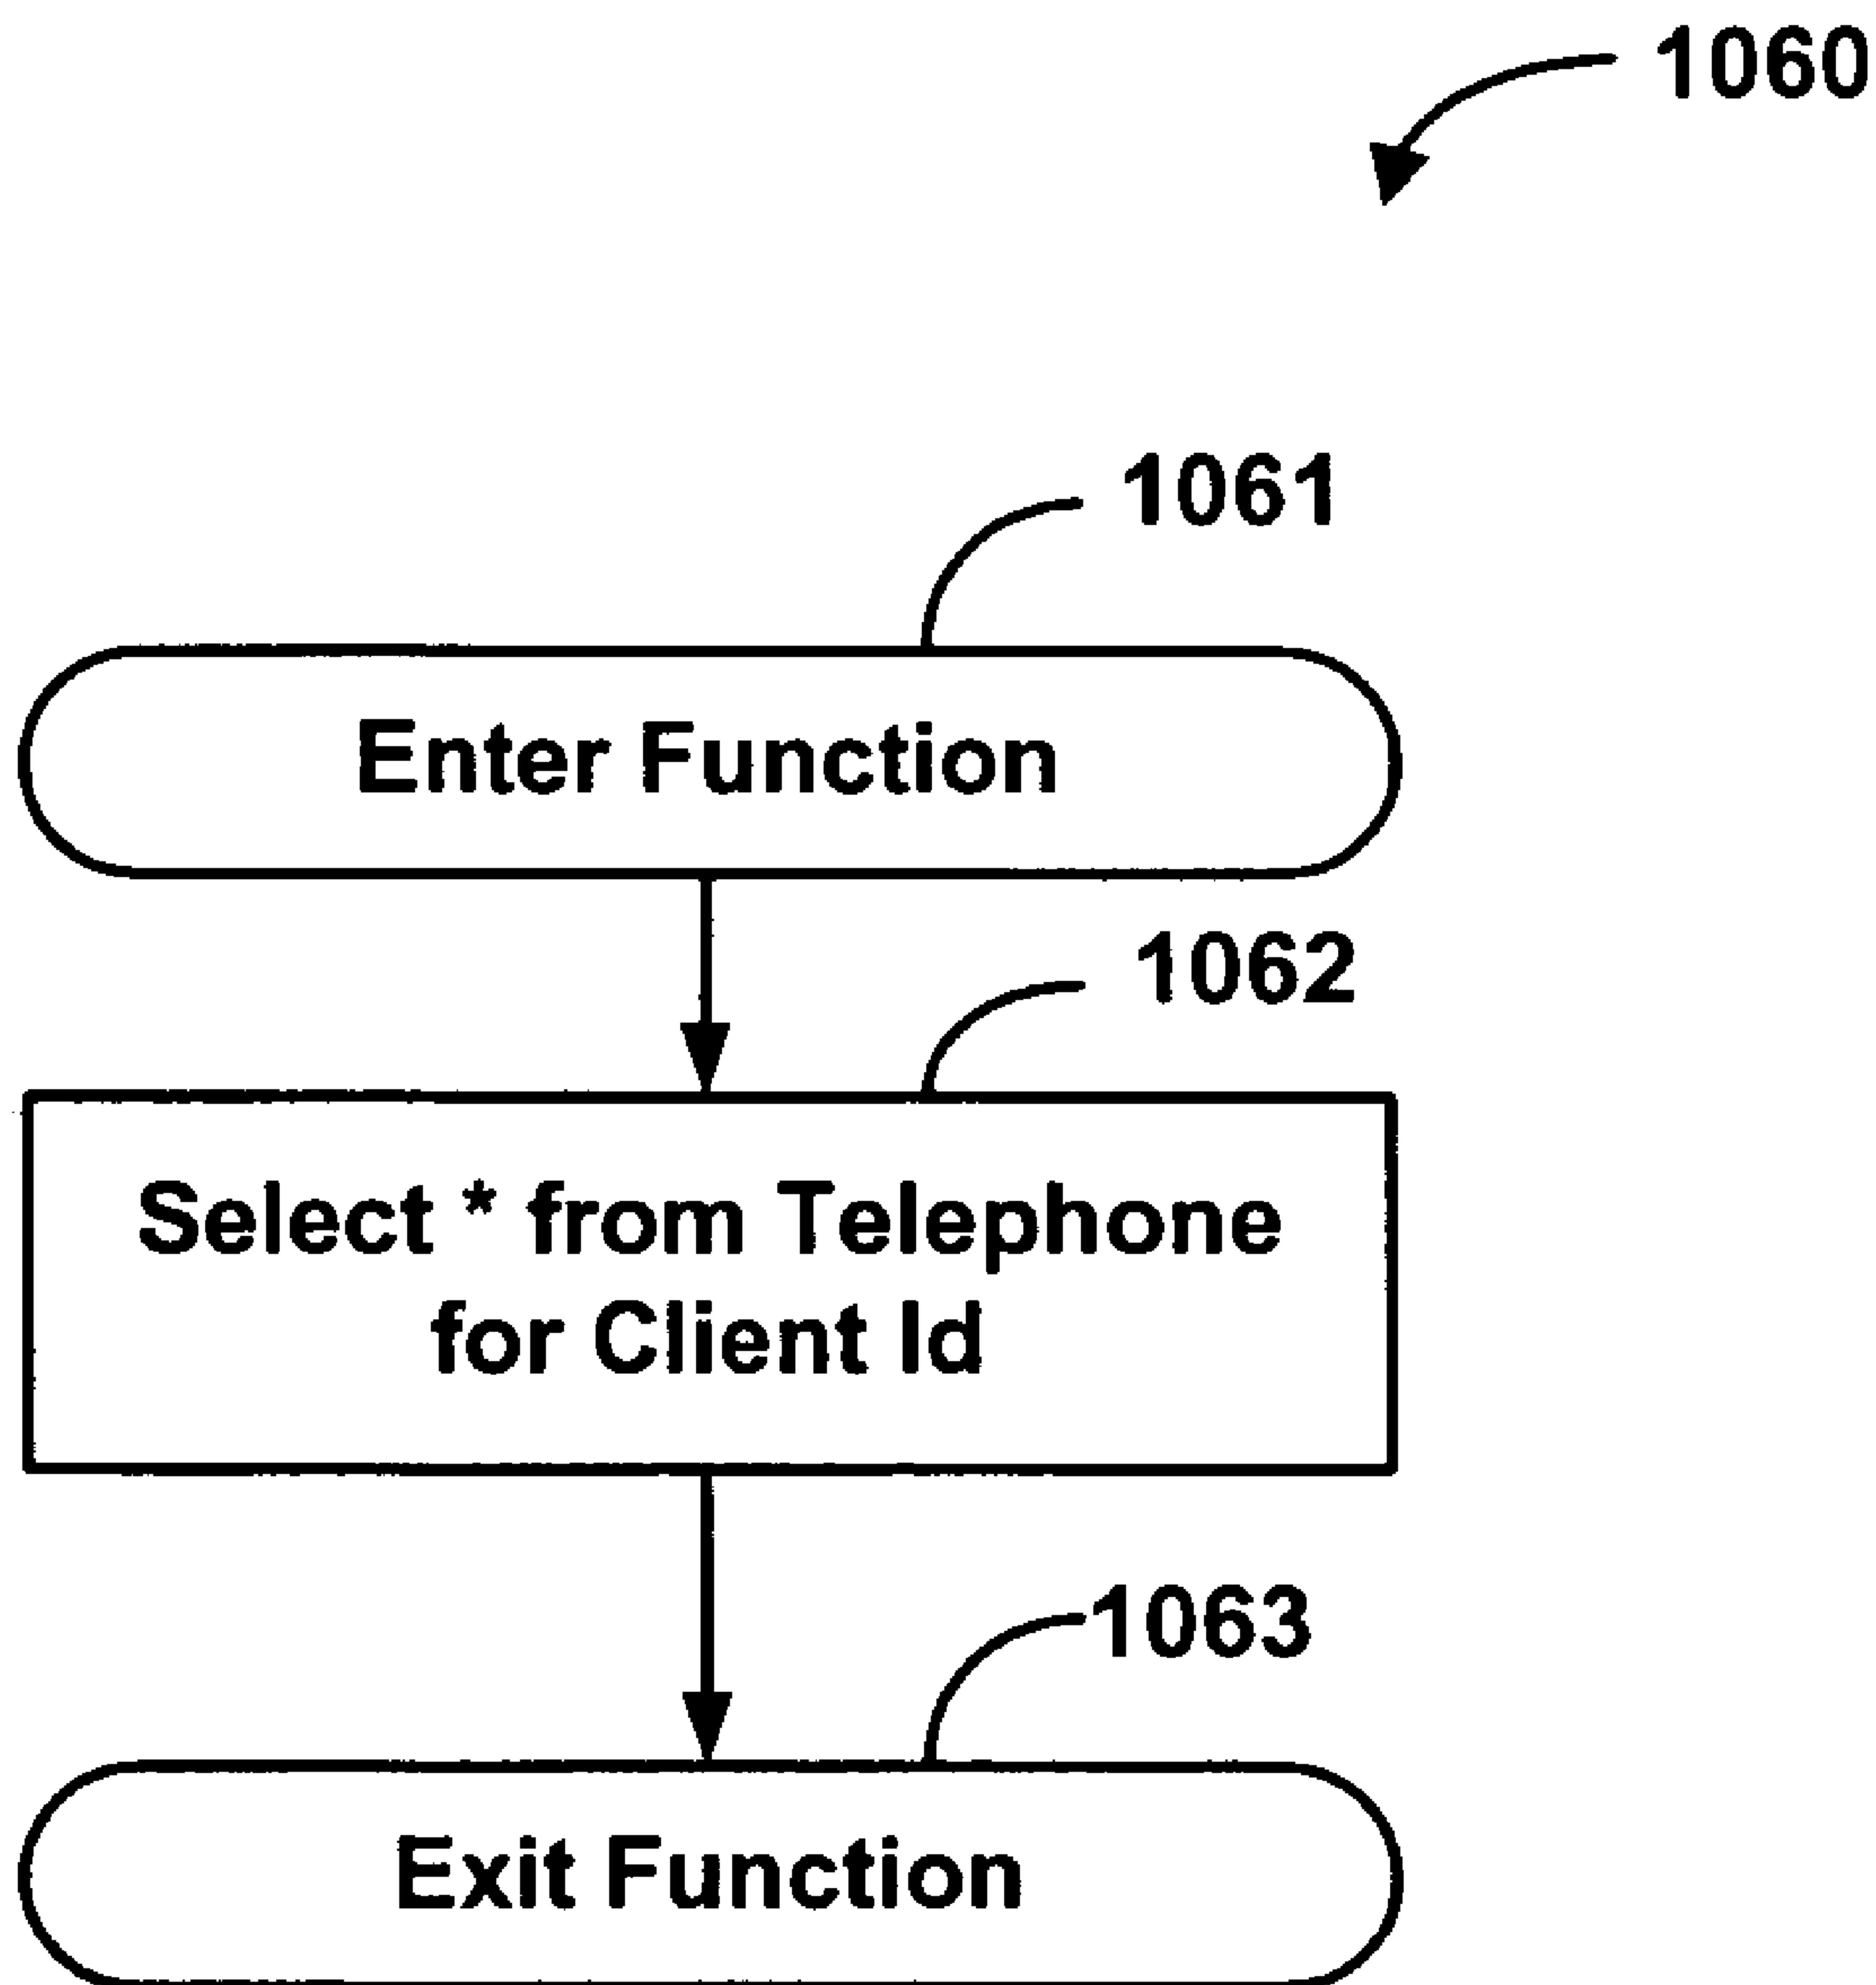 1060
1061
Enter Function
1062
Select * from Telephone
for Client Id
1063
Exit Function